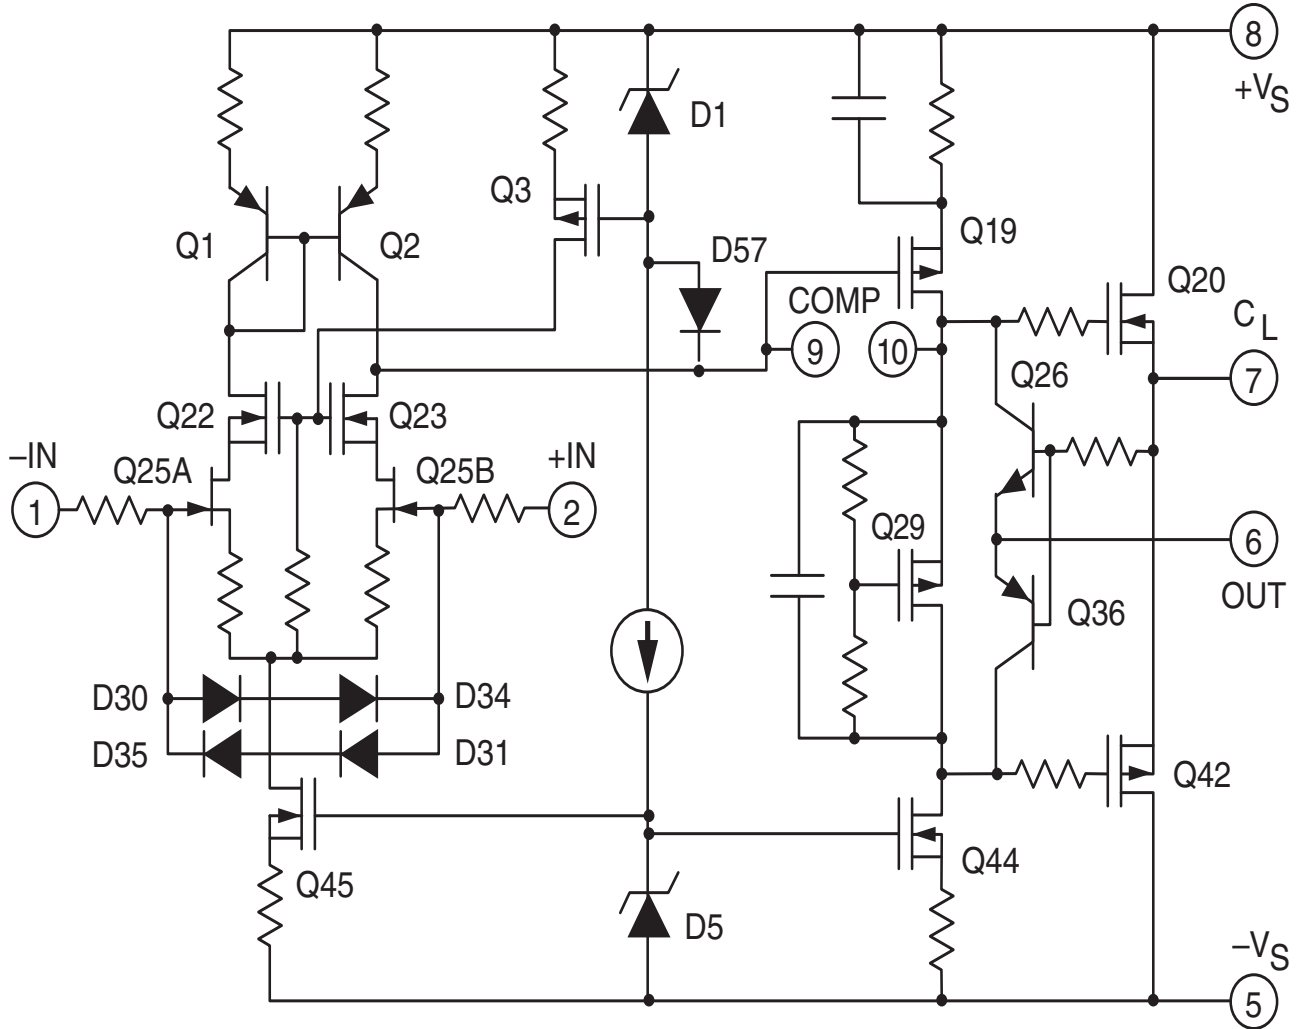 8
+VS
D1
Q3
Q1
Q2
D57
Q19
COMP
9
10
Q20
CL
7
Q22
Q23
Q26
–IN
Q25A
Q25B
+IN
1
2
Q29
6
OUT
Q36
D30
D34
D35
D31
Q42
Q45
Q44
D5
–VS
5